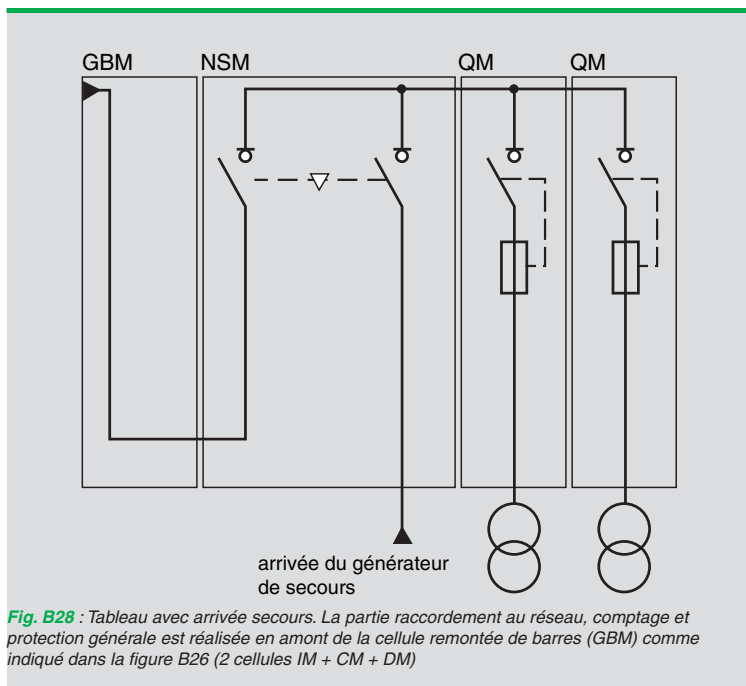 GBM NSM QM QM
arrivée du générateur
de secours
Fig. B28 : Tableau avec arrivée secours. La partie raccordement au réseau, comptage et
protection générale est réalisée en amont de la cellule remontée de barres (GBM) comme
indiqué dans la figure B26 (2 cellules IM + CM + DM)